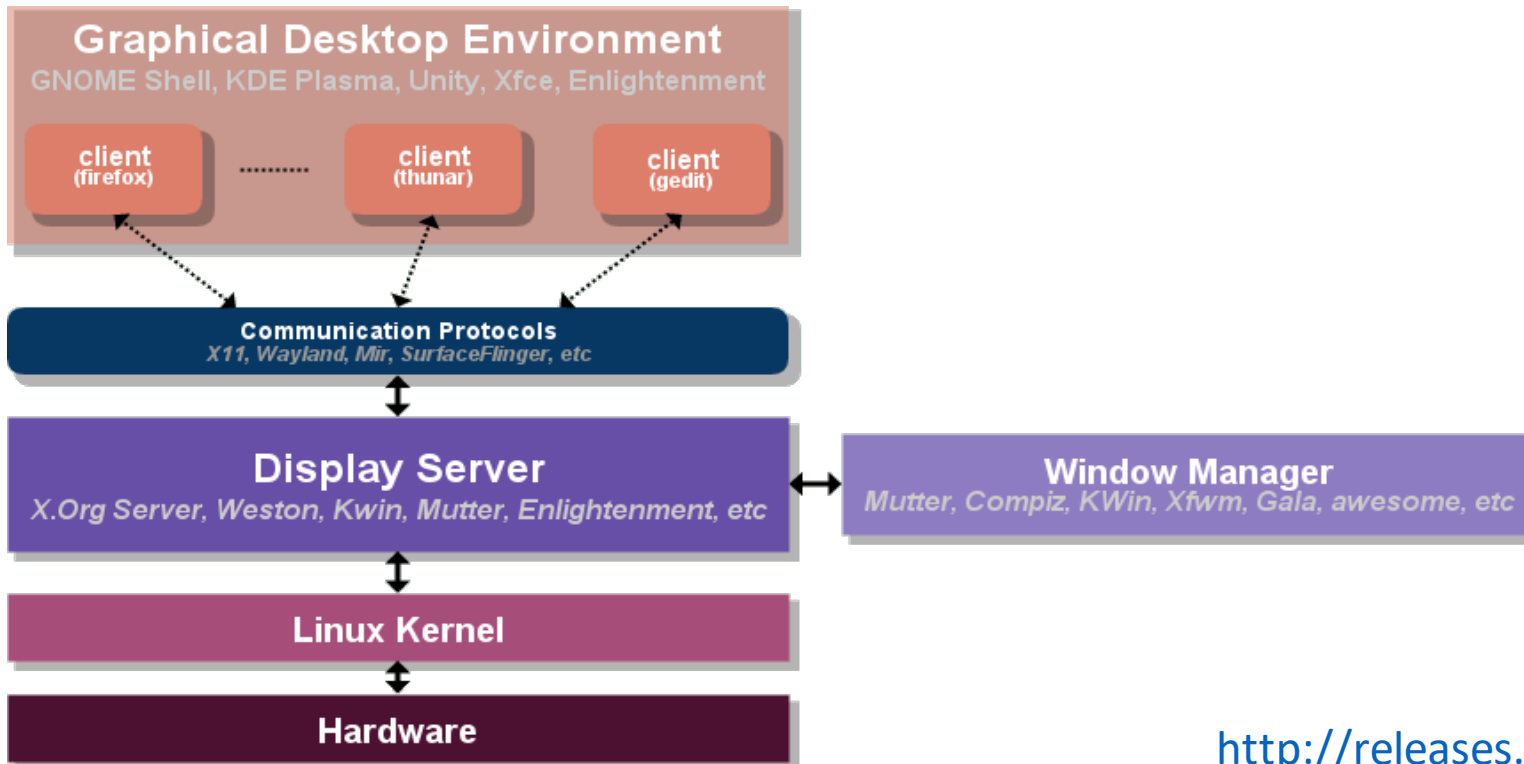 Graphical Desktop Environment
GNOME Shell, KDE Plasma, Unity, Xfce, Enlightenment
client
(firefox)
..........
client
(thunar)
client
(gedit)
Communication Protocols
X11, Wayland, Mir, SurfaceFlinger, etc
Display Server
X.Org Server, Weston, Kwin, Mutter, Enlightenment, etc
Window Manager
Mutter, Compiz, KWin, Xfwm, Gala, awesome, etc
Linux Kernel
Hardware
http://releases.